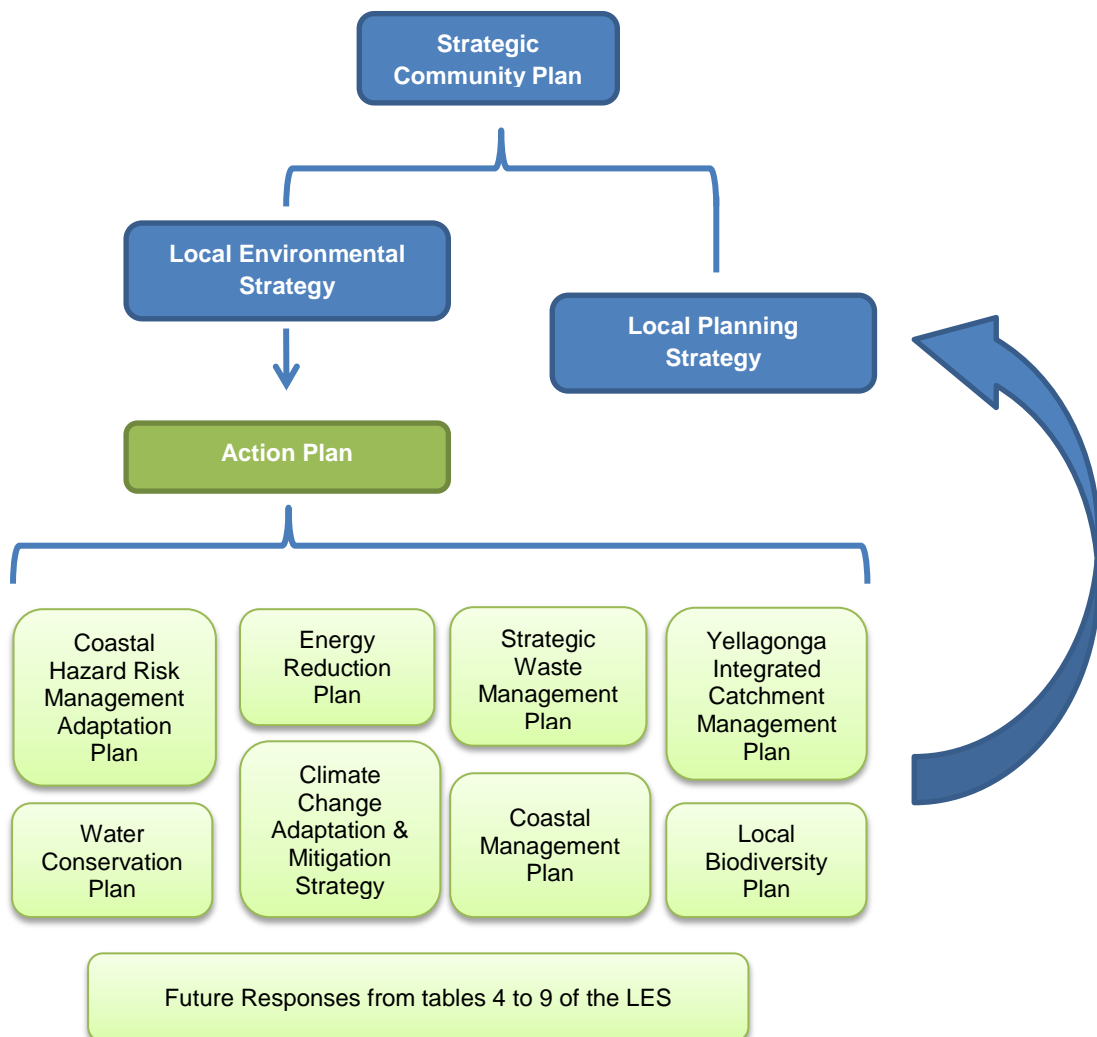 Strategic
Community Plan
Local Environmental
Strategy
Local Planning
Strategy
Action Plan
Coastal
Hazard Risk
Management
Adaptation
Plan
Energy
Reduction
Plan
Strategic
Waste
Management
Plan
Yellagonga
Integrated
Catchment
Management
Plan
Water
Conservation
Plan
Climate
Change
Adaptation &
Mitigation
Strategy
Coastal
Management
Plan
Local
Biodiversity
Plan
Future Responses from tables 4 to 9 of the LES